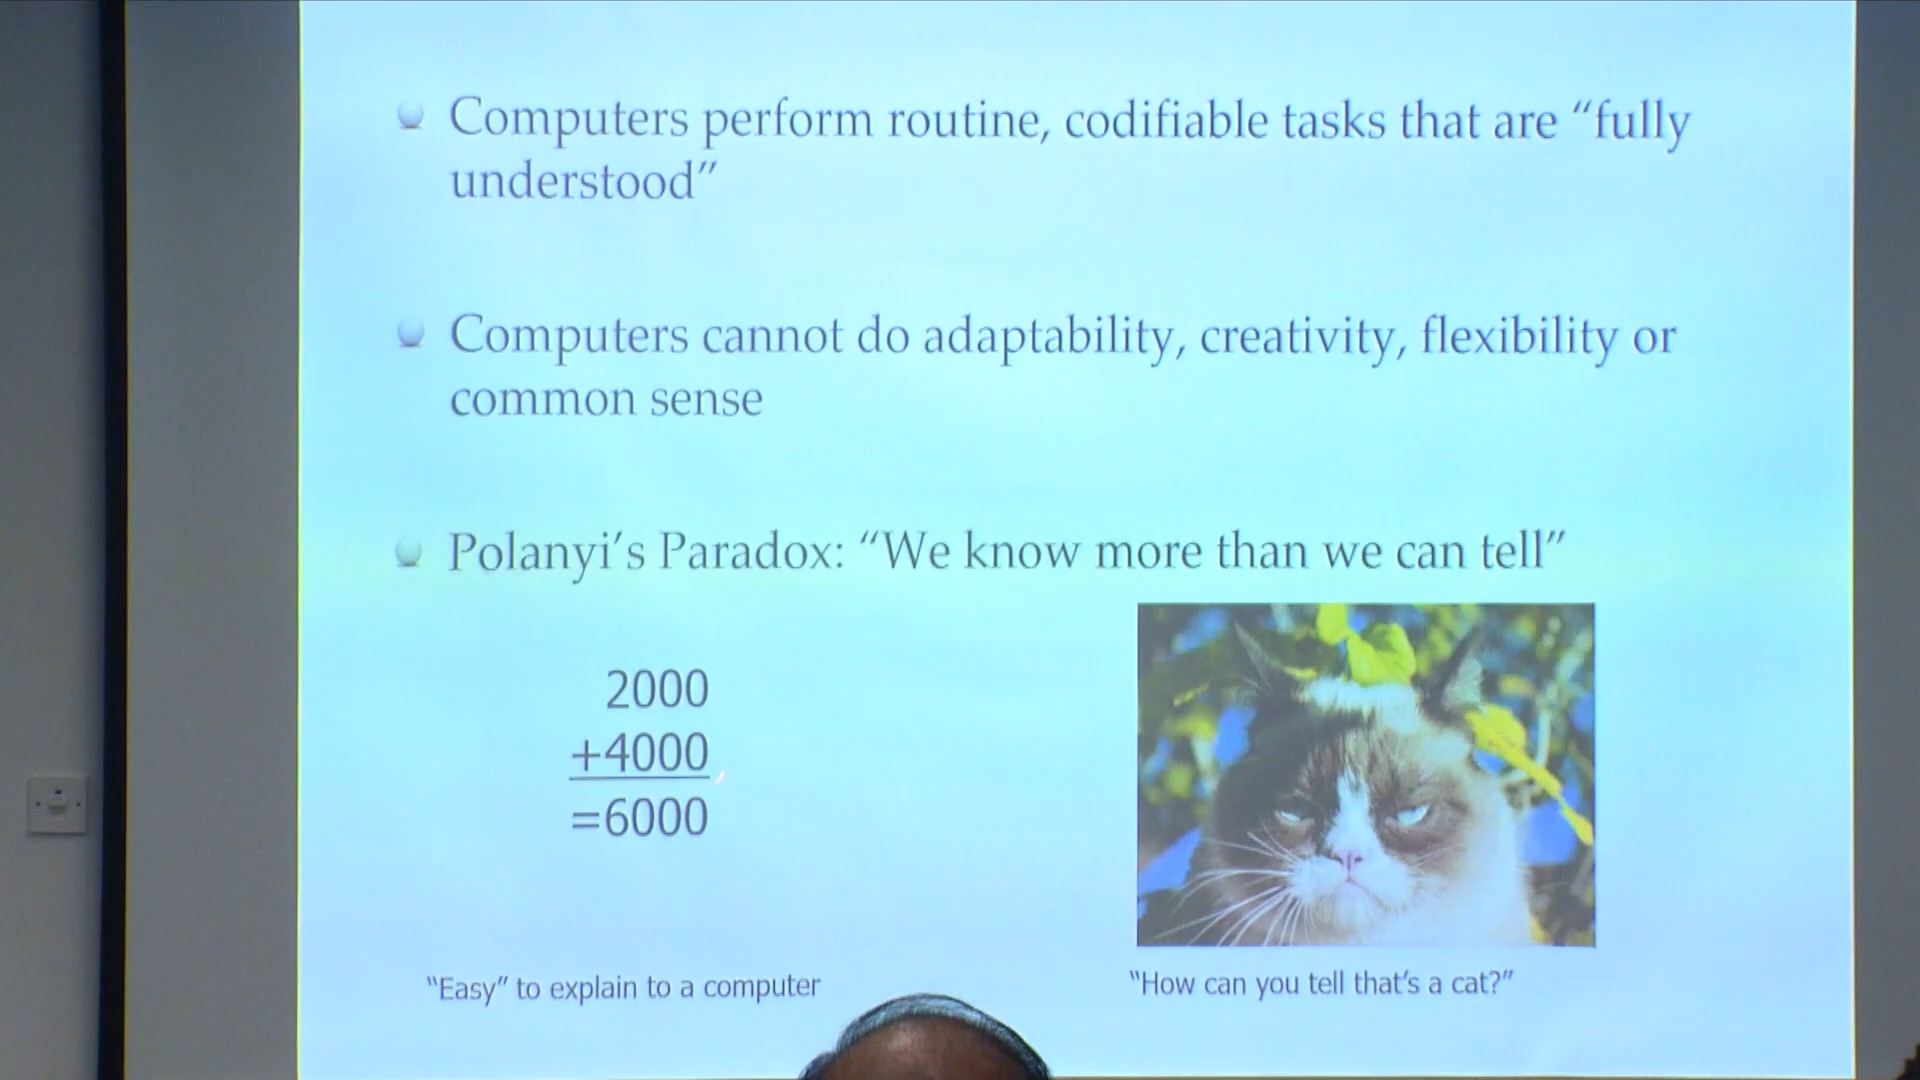 Computers perform routine, codifiable tasks that are “fully
understood”
Computers cannot do adaptability, creativity, flexibility or
common sense
Polanyi’s Paradox: “We know more than we can tell”
2000
+4000
=6000
“Easy” to explain to a computer
“How can you tell that’s a cat?”